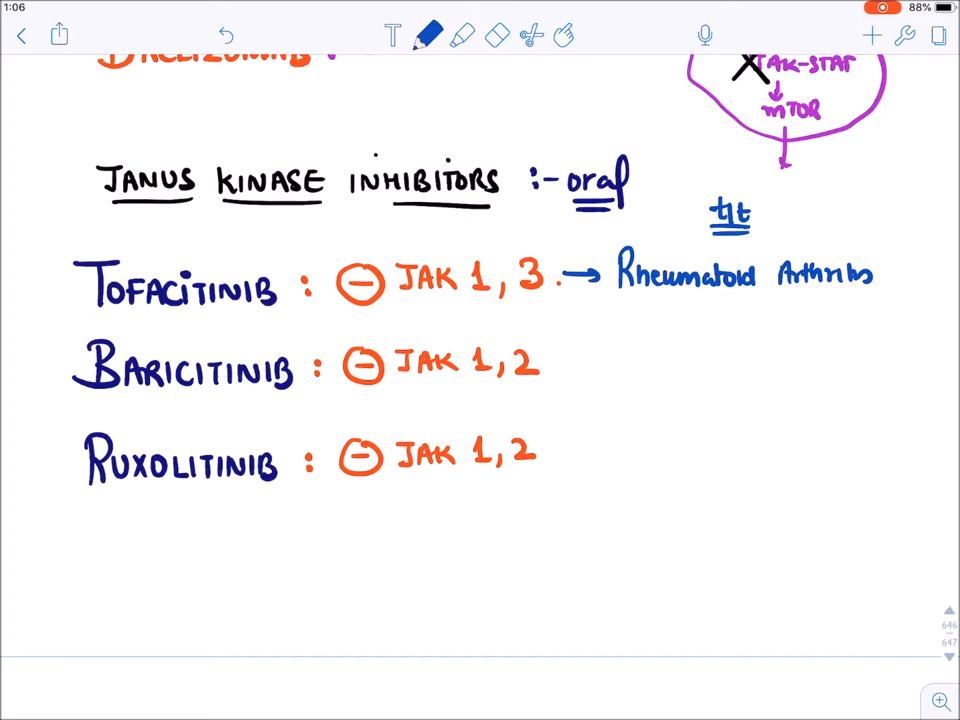 1:06
88%
T
JAK-STAT
mTOR
JANUS KINASE INHIBITORS :- oral
t/t
TOFACITINIB : ⊖ JAK 1, 3. → Rheumatoid Arthritis
BARICITINIB : ⊖ JAK 1, 2
RUXOLITINIB : ⊖ JAK 1, 2
646
647